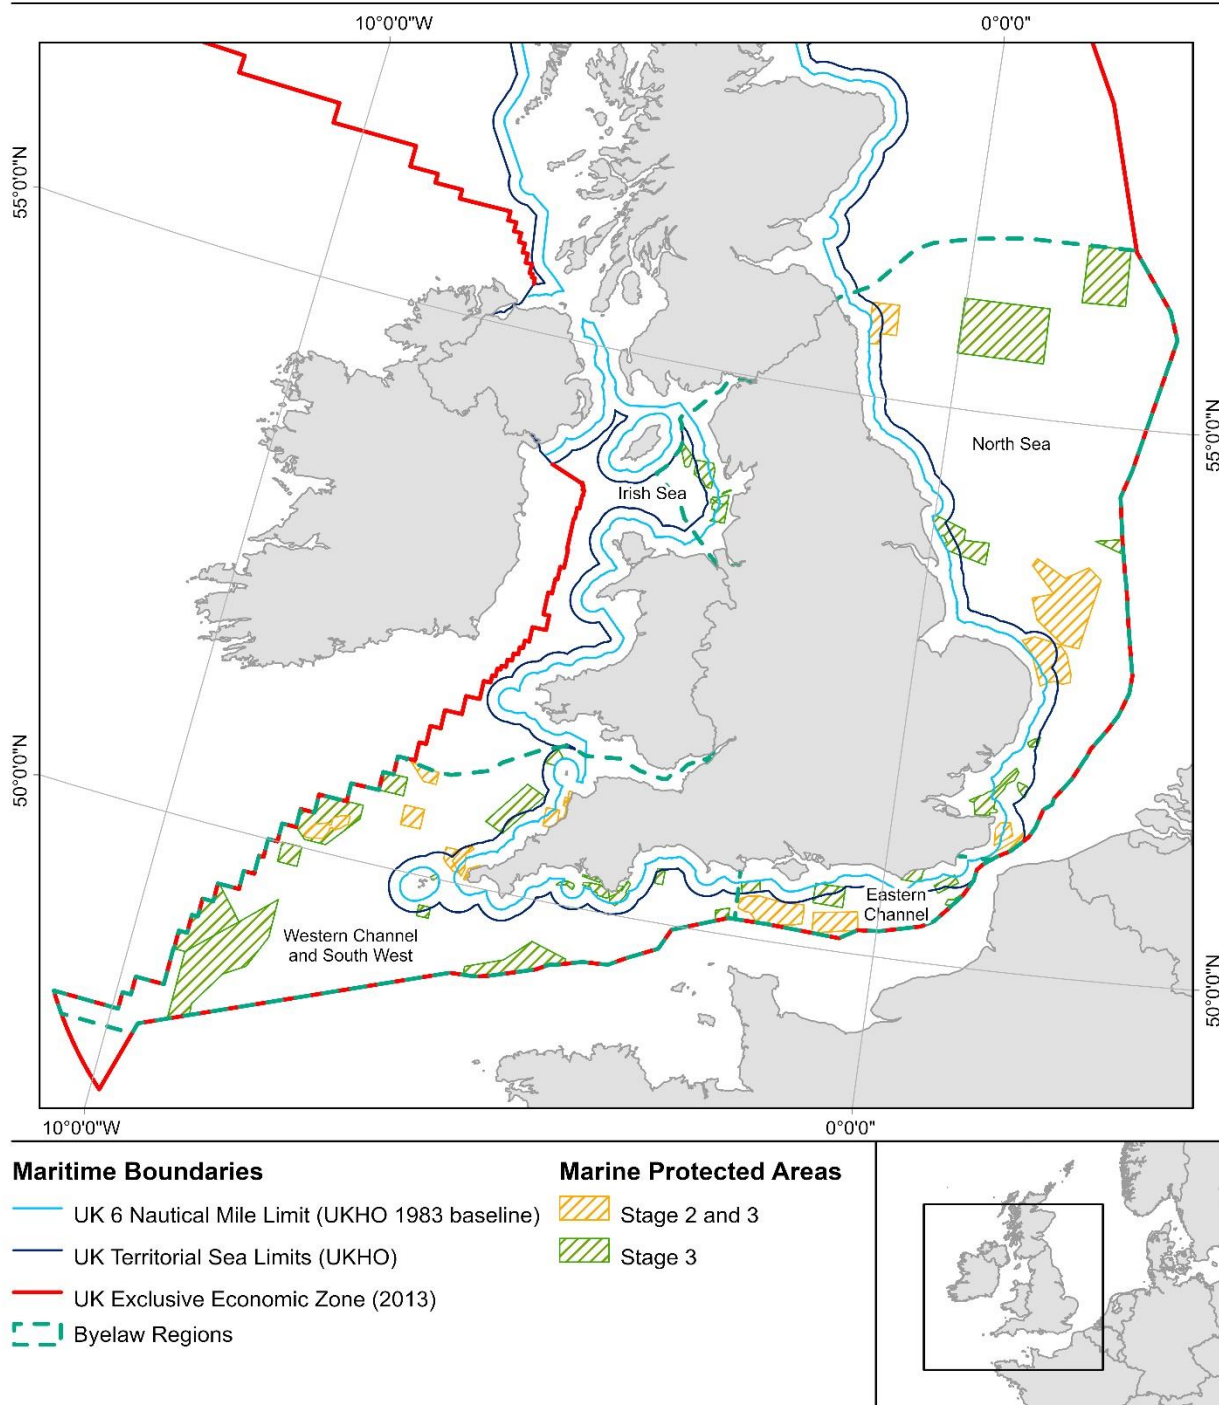 10°0'0"W
0°0'0"
55°0'0"N
55°0'0"N
North Sea
Irish Sea
50°0'0"N
Eastern
Channel
Western Channel
and South West
50°0'0"N
10°0'0"W
0°0'0"
Maritime Boundaries
UK 6 Nautical Mile Limit (UKHO 1983 baseline)
UK Territorial Sea Limits (UKHO)
UK Exclusive Economic Zone (2013)
Byelaw Regions
Marine Protected Areas
Stage 2 and 3
Stage 3